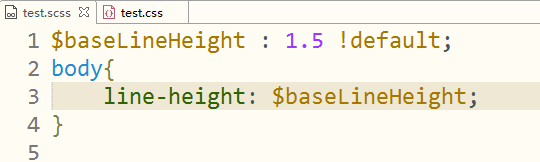 test.scss test.css
1 $baseLineHeight : 1.5 !default;
2 body{
3     line-height: $baseLineHeight;
4 }
5